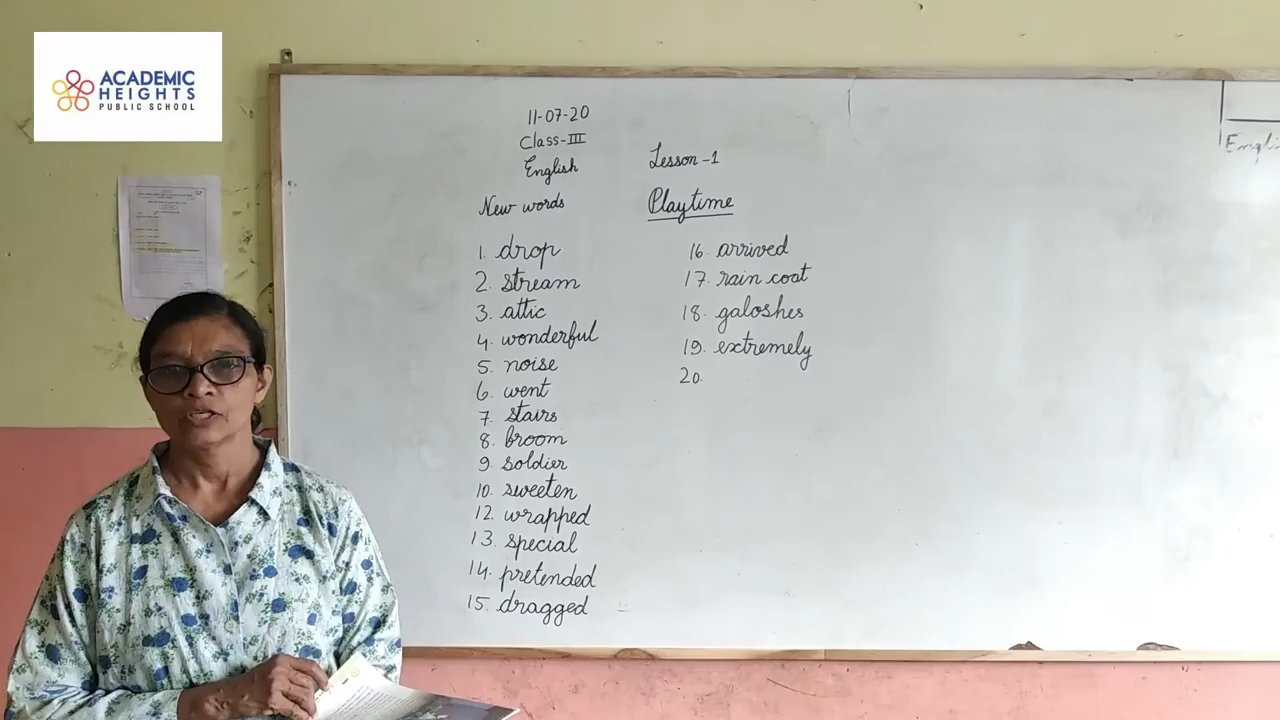 ACADEMIC
HEIGHTS
PUBLIC SCHOOL
11-07-20
Class-III
English
Lesson-1
New words
Playtime
1. drop
2. stream
3. attic
4. wonderful
5. noise
6. went
7. stairs
8. broom
9. soldier
10. sweeten
12. wrapped
13. special
14. pretended
15. dragged
16. arrived
17. rain coat
18. galoshes
19. extremely
20.